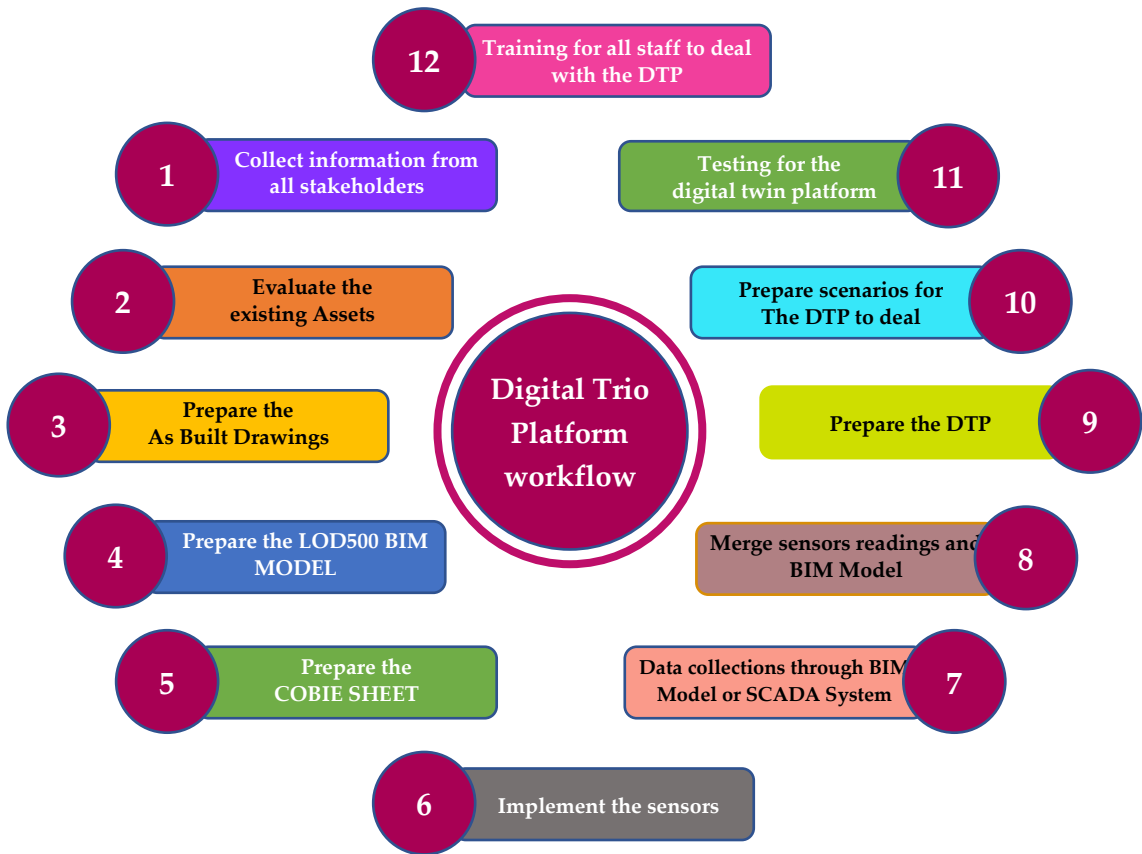 12
Training for all staff to deal
with the DTP
1
Collect information from
all stakeholders
Testing for the
digital twin platform
11
2
Evaluate the
existing Assets
Prepare scenarios for
The DTP to deal
10
Digital Trio
Platform
workflow
3
Prepare the
As Built Drawings
Prepare the DTP
9
4
Prepare the LOD500 BIM
MODEL
Merge sensors readings and
BIM Model
8
5
Prepare the
COBIE SHEET
Data collections through BIM
Model or SCADA System
7
6
Implement the sensors